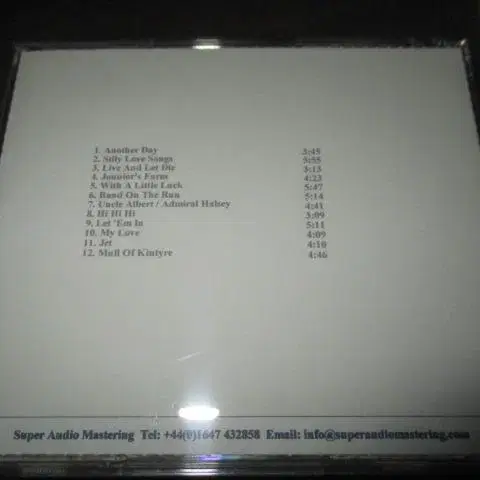 1. Another Day 3:45
2. Silly Love Songs 5:55
3. Live And Let Die 3:13
4. Jounior's Farm 4:23
5. With A Little Luck 5:47
6. Band On The Run 5:14
7. Uncle Albert / Admiral Halsey 4:41
8. Hi Hi Hi 3:09
9. Let 'Em In 5:11
10. My Love 4:09
11. Jet 4:10
12. Mull Of Kintyre 4:46
Super Audio Mastering Tel: +44(0)1647 432858 Email: info@superaudiomastering.com